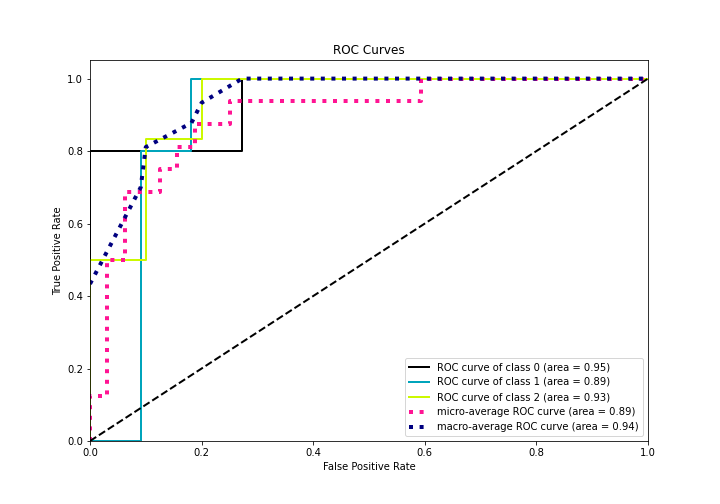 ROC Curves
1.0
0.8
0.6
0.4
0.2
0.0
True Positive Rate
ROC curve of class 0 (area = 0.95)
ROC curve of class 1 (area = 0.89)
ROC curve of class 2 (area = 0.93)
micro-average ROC curve (area = 0.89)
macro-average ROC curve (area = 0.94)
0.0 0.2 0.4 0.6 0.8 1.0
False Positive Rate